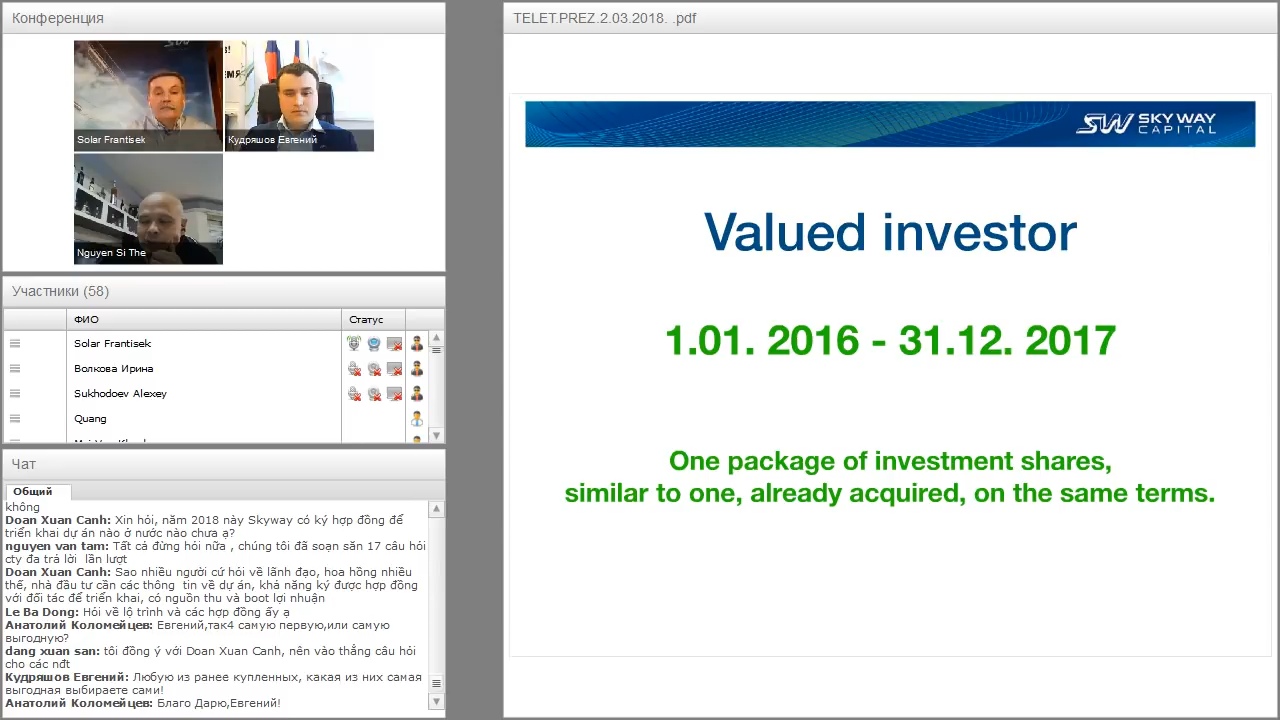 Конференция
Solar Frantisek
Кудряшов Евгений
Nguyen Si The
Участники (58)
ФИО
Статус
Solar Frantisek
Волкова Ирина
Sukhodoev Alexey
Quang
Чат
Общий
không
Doan Xuan Canh: Xin hỏi, năm 2018 này Skyway có ký hợp đồng để
triển khai dự án nào ở nước nào chưa ạ?
nguyen van tam: Tất cả đừng hỏi nữa , chúng tôi đã soạn săn 17 câu hỏi
cty đa trả lời lần lượt
Doan Xuan Canh: Sao nhiều người cứ hỏi về lãnh đạo, hoa hồng nhiều
thế, nhà đầu tư cần các thông tin về dự án, khả năng ký được hợp đồng
với đối tác để triển khai, có nguồn thu và boot lợi nhuận
Le Ba Dong: Hỏi về lộ trình và các hợp đồng ấy ạ
Анатолий Коломейцев: Евгений,так4 самую первую,или самую
выгодную?
dang xuan san: tôi đồng ý với Doan Xuan Canh, nên vào thẳng câu hỏi
cho các nđt
Кудряшов Евгений: Любую из ранее купленных, какая из них самая
выгодная выбираете сами!
Анатолий Коломейцев: Благо Дарю,Евгений!
TELET.PREZ.2.03.2018. .pdf
SW SKY WAY
CAPITAL
Valued investor
1.01. 2016 - 31.12. 2017
One package of investment shares,
similar to one, already acquired, on the same terms.